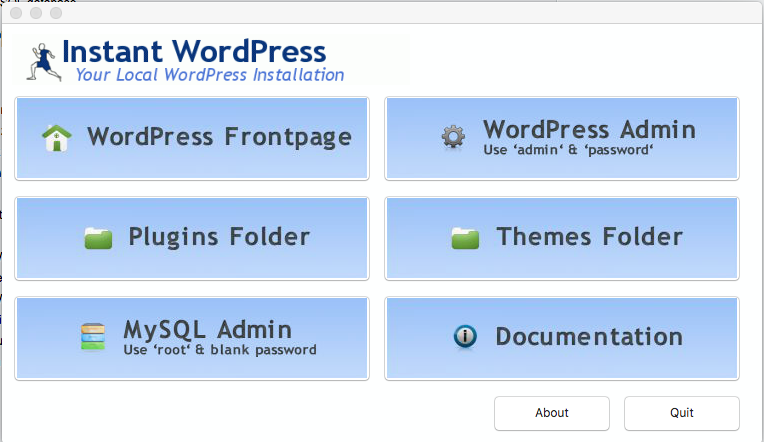 Instant WordPress
Your Local WordPress Installation
WordPress Frontpage
WordPress Admin
Use ‘admin‘ & ‘password‘
Plugins Folder
Themes Folder
MySQL Admin
Use ‘root‘ & blank password
Documentation
About
Quit